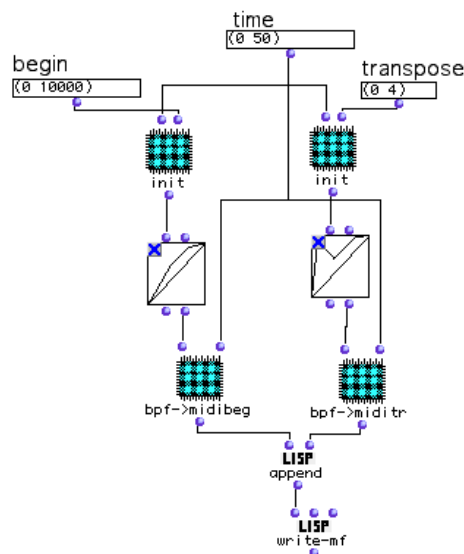 time
(0 50)
begin
(0 10000)
transpose
(0 4)
init
init
bpf->midibeg
bpf->miditr
LISP
append
LISP
write-mf